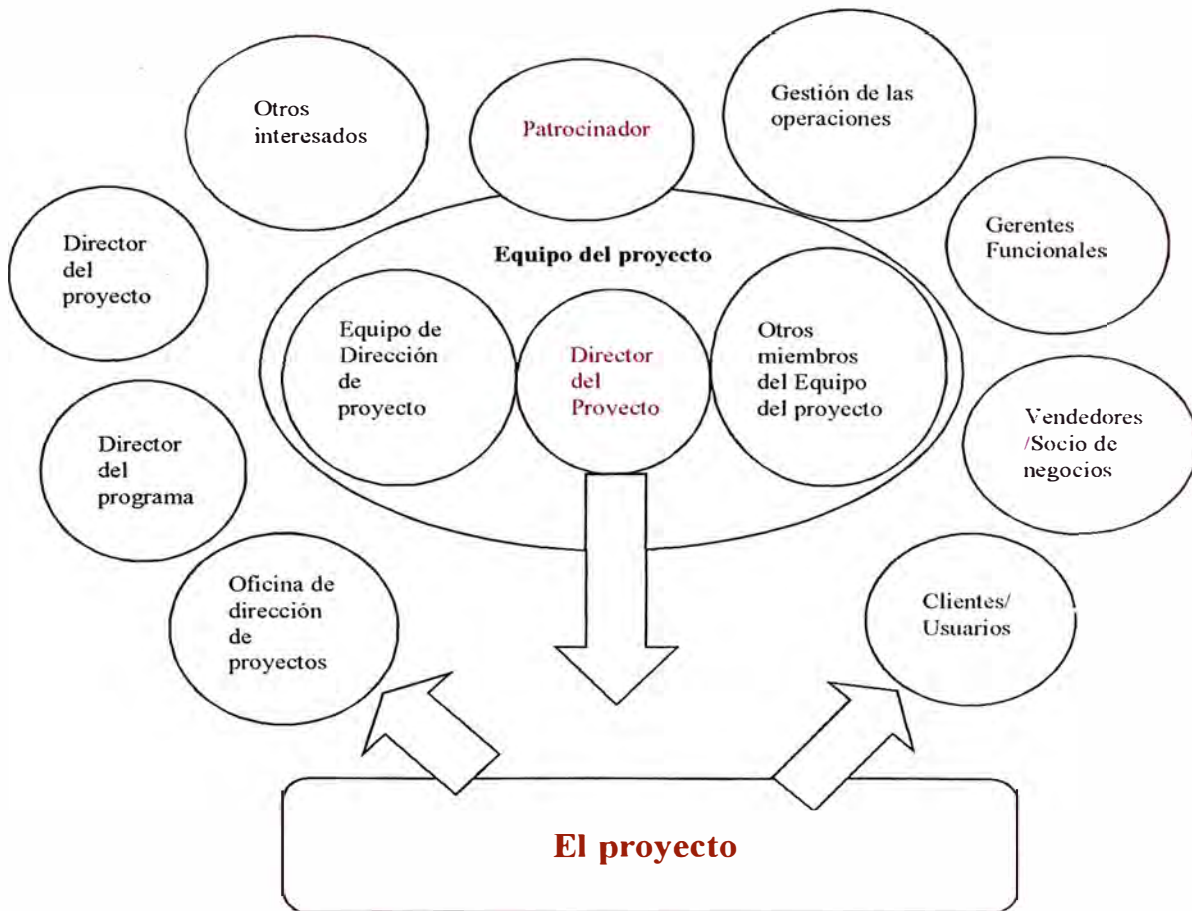 Otros
interesados
Patrocinador
Gestión de las
operaciones
Director
del
proyecto
Equipo del proyecto
Gerentes
Funcionales
Equipo de
Dirección
de
proyecto
Director
del
Proyecto
Otros
miembros
del Equipo
del proyecto
Director
del
programa
Vendedores
/Socio de
negocios
Oficina de
dirección
de
proyectos
Clientes/
Usuarios
El proyecto